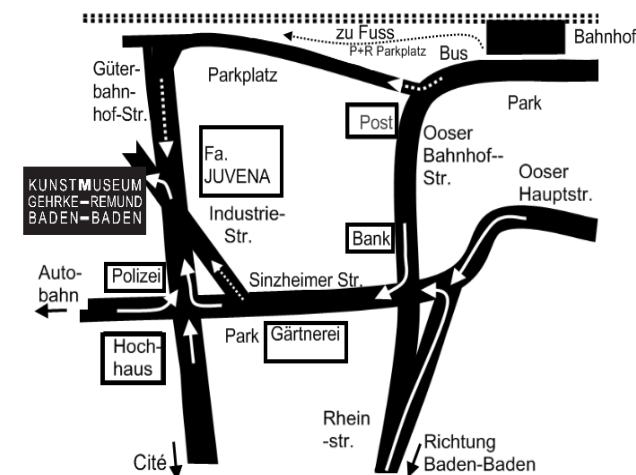 zu Fuss
P+R Parkplatz
Bus
Bahnhof
Güter-
bahn-
hof-Str.
Parkplatz
Park
Post
Ooser
Bahnhof--
Str.
Fa.
JUVENA
Ooser
Hauptstr.
KUNSTMUSEUM
GEHRKE-REMUND
BADEN-BADEN
Industrie-
Str.
Bank
Auto-
bahn
Polizei
Sinzheimer Str.
Park
Gärtnerei
Hoch-
haus
Rhein
-str.
Cité
Richtung
Baden-Baden